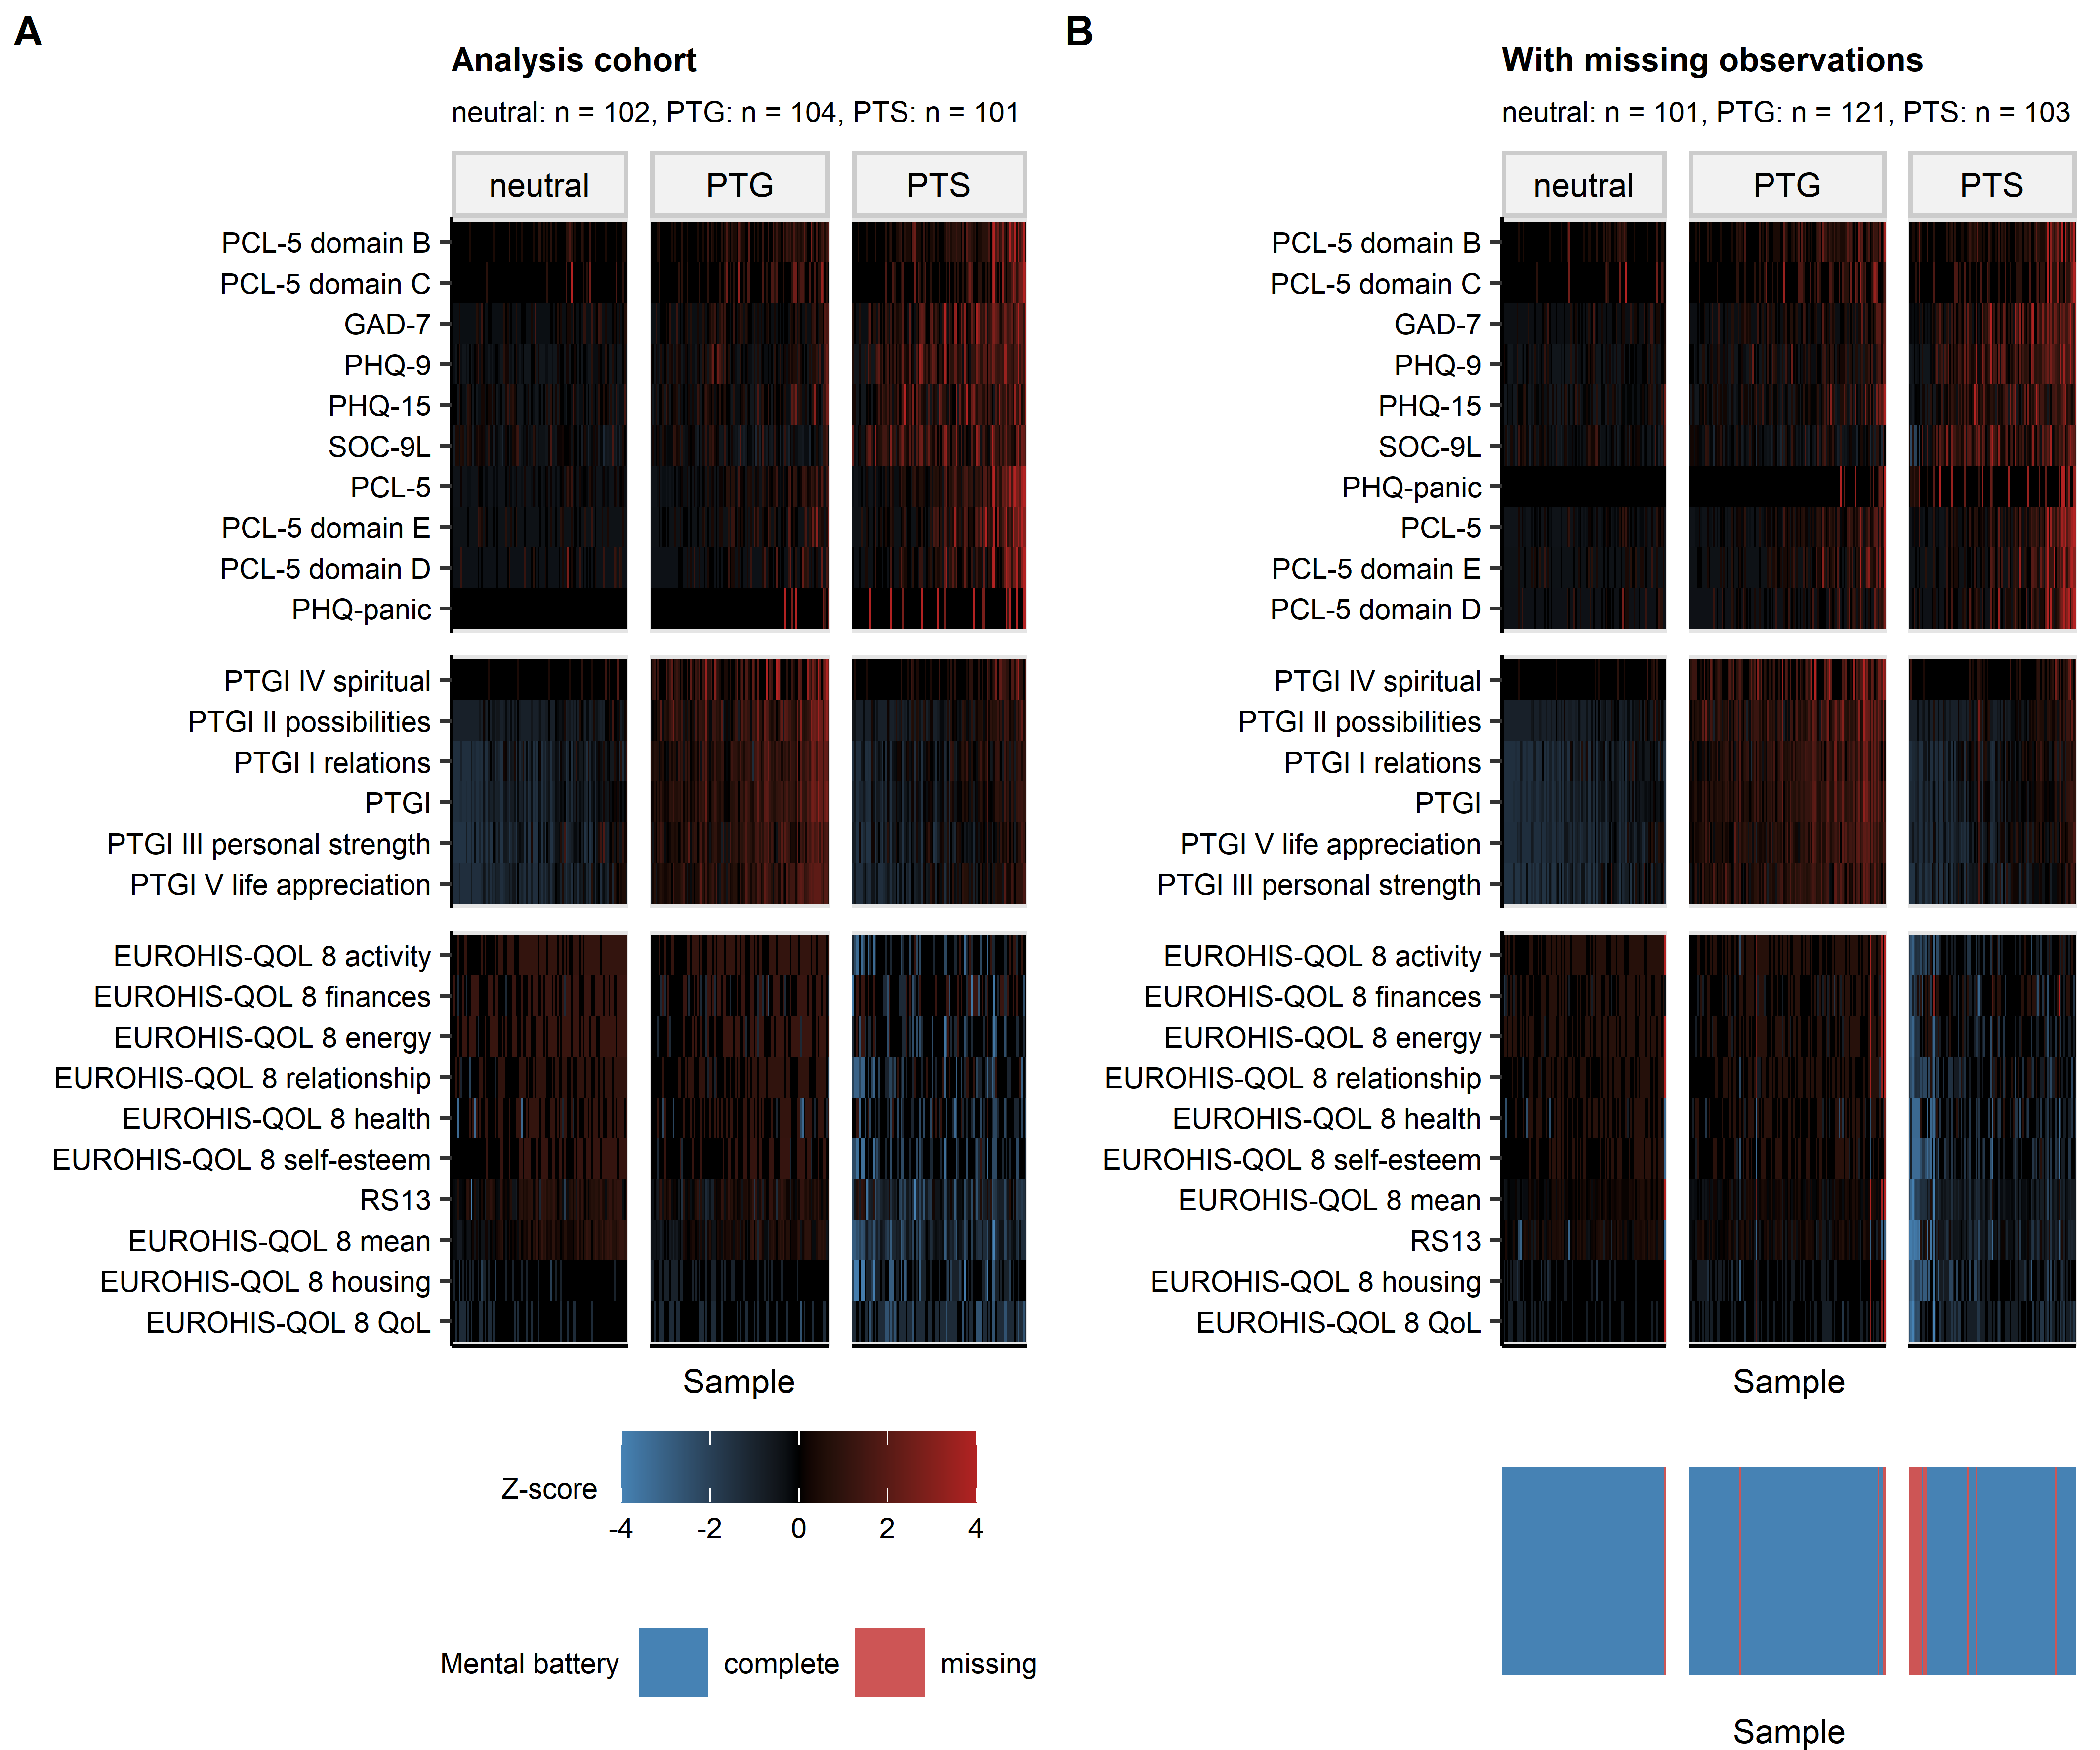 A
Analysis cohort
neutral: n = 102, PTG: n = 104, PTS: n = 101
neutral
PTG
PTS
PCL-5 domain B
PCL-5 domain C
GAD-7
PHQ-9
PHQ-15
SOC-9L
PCL-5
PCL-5 domain E
PCL-5 domain D
PHQ-panic
PTGI IV spiritual
PTGI II possibilities
PTGI I relations
PTGI
PTGI III personal strength
PTGI V life appreciation
EUROHIS-QOL 8 activity
EUROHIS-QOL 8 finances
EUROHIS-QOL 8 energy
EUROHIS-QOL 8 relationship
EUROHIS-QOL 8 health
EUROHIS-QOL 8 self-esteem
RS13
EUROHIS-QOL 8 mean
EUROHIS-QOL 8 housing
EUROHIS-QOL 8 QoL
Sample
Z-score
-4 -2 0 2 4
Mental battery complete missing
B
With missing observations
neutral: n = 101, PTG: n = 121, PTS: n = 103
neutral
PTG
PTS
PCL-5 domain B
PCL-5 domain C
GAD-7
PHQ-9
PHQ-15
SOC-9L
PHQ-panic
PCL-5
PCL-5 domain E
PCL-5 domain D
PTGI IV spiritual
PTGI II possibilities
PTGI I relations
PTGI
PTGI V life appreciation
PTGI III personal strength
EUROHIS-QOL 8 activity
EUROHIS-QOL 8 finances
EUROHIS-QOL 8 energy
EUROHIS-QOL 8 relationship
EUROHIS-QOL 8 health
EUROHIS-QOL 8 self-esteem
EUROHIS-QOL 8 mean
RS13
EUROHIS-QOL 8 housing
EUROHIS-QOL 8 QoL
Sample
Sample